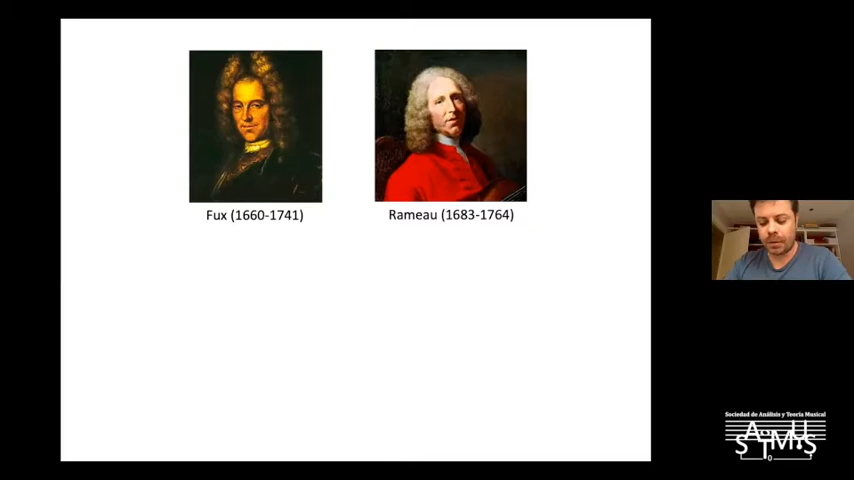 Fux (1660-1741)
Rameau (1683-1764)
Sociedad de Análisis y Teoría Musical